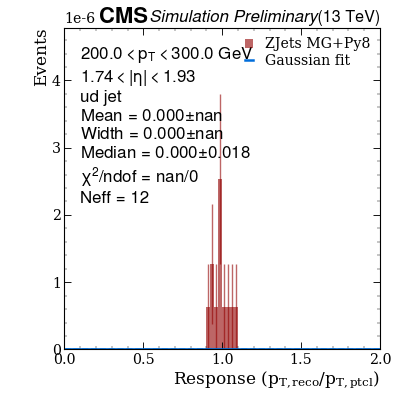 1e-6 CMS Simulation Preliminary (13 TeV)
Events
200.0 < p_T < 300.0 GeV
1.74 < |η| < 1.93
ud jet
Mean = 0.000±nan
Width = 0.000±nan
Median = 0.000±0.018
χ²/ndof = nan/0
Neff = 12
ZJets MG+Py8
Gaussian fit
4
3
2
1
0
0.0 0.5 1.0 1.5 2.0
Response (p_T,reco/p_T,ptcl)